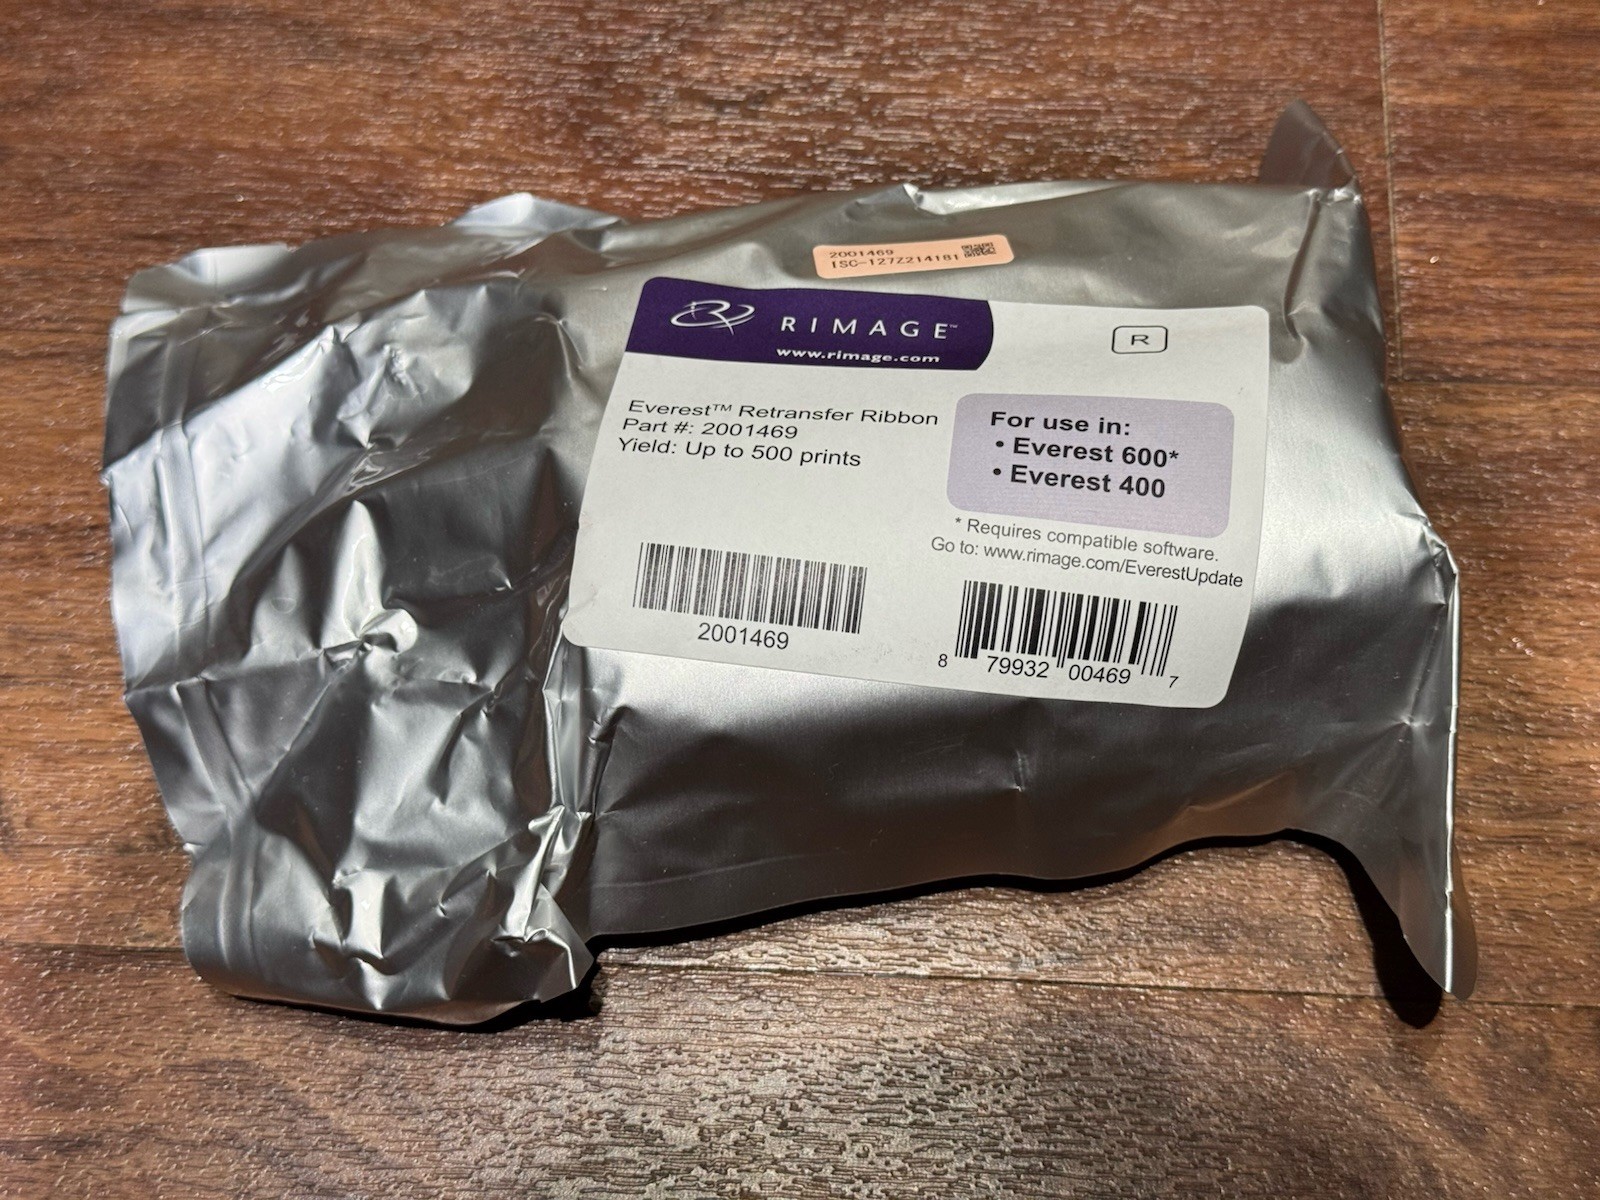 2001469
ISC-127Z214181
RIMAGE™
www.rimage.com
R
Everest™ Retransfer Ribbon
Part #: 2001469
Yield: Up to 500 prints
For use in:
• Everest 600*
• Everest 400
* Requires compatible software.
Go to: www.rimage.com/EverestUpdate
2001469
8 79932 00469 7